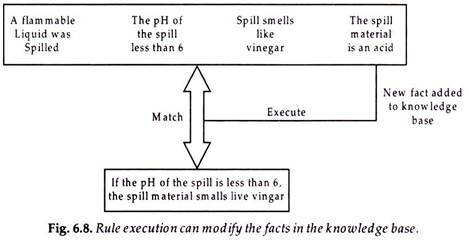 A flammable
Liquid was
Spilled
The pH of
the spill
less than 6
Spill smells
like
vinegar
The spill
material
is an acid
New fact added
to knowledge
base
Match
Execute
If the pH of the spill is less than 6,
the spill material smalls live vingar
Fig. 6.8. Rule execution can modify the facts in the knowledge base.